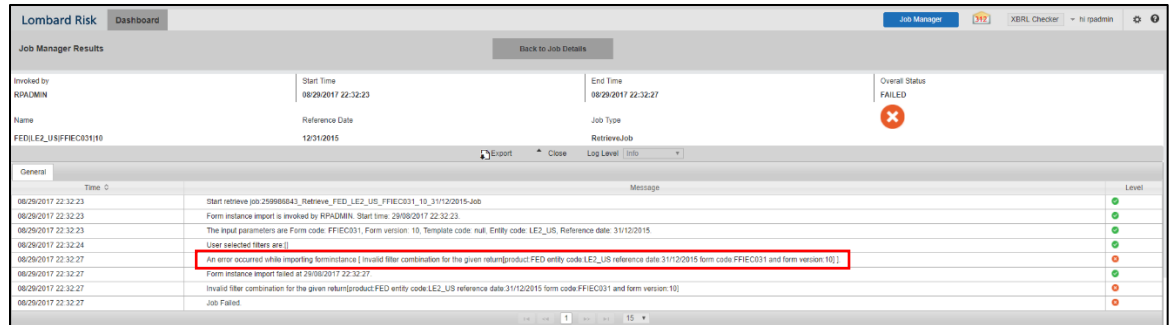 Lombard Risk Dashboard Job Manager 392 XBRL Checker hi rpadmin
Job Manager Results Back to Job Details
Invoked by Start Time End Time Overall Status
RPADMIN 08/29/2017 22:32:23 08/29/2017 22:32:27 FAILED
Name Reference Date Job Type
FED|LE2_US|FFIEC031|10 12/31/2015 RetrieveJob
Export Close Log Level Info
General
Time Message Level
08/29/2017 22:32:23 Start retrieve job:259986843_Retrieve_FED_LE2_US_FFIEC031_10_31/12/2015-Job
08/29/2017 22:32:23 Form instance import is invoked by RPADMIN. Start time: 29/08/2017 22:32:23.
08/29/2017 22:32:23 The input parameters are Form code: FFIEC031, Form version: 10, Template code: null, Entity code: LE2_US, Reference date: 31/12/2015.
08/29/2017 22:32:24 User selected filters are:[]
08/29/2017 22:32:27 An error occurred while importing forminstance [ Invalid filter combination for the given return[product:FED entity code:LE2_US reference date:31/12/2015 form code:FFIEC031 and form version:10] ]
08/29/2017 22:32:27 Form instance import failed at 29/08/2017 22:32:27.
08/29/2017 22:32:27 Invalid filter combination for the given return[product:FED entity code:LE2_US reference date:31/12/2015 form code:FFIEC031 and form version:10]
08/29/2017 22:32:27 Job Failed.
1 15